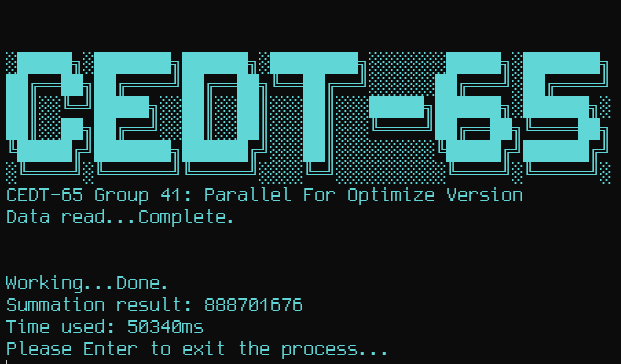 CEDT-65
CEDT-65 Group 41: Parallel For Optimize Version
Data read...Complete.
Working...Done.
Summation result: 888701676
Time used: 50340ms
Please Enter to exit the process...